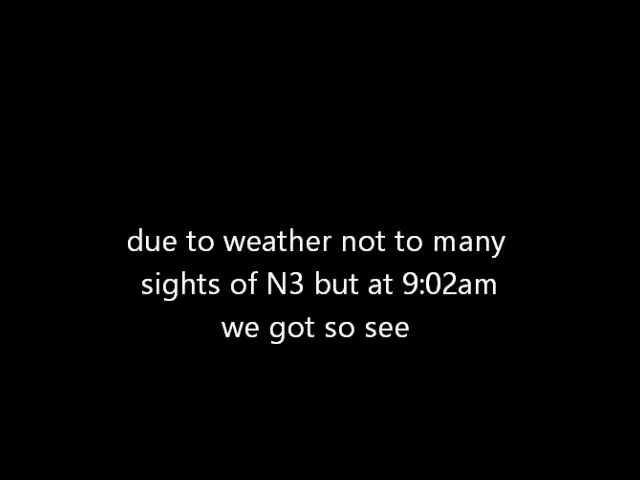 due to weather not to many
sights of N3 but at 9:02am
we got so see